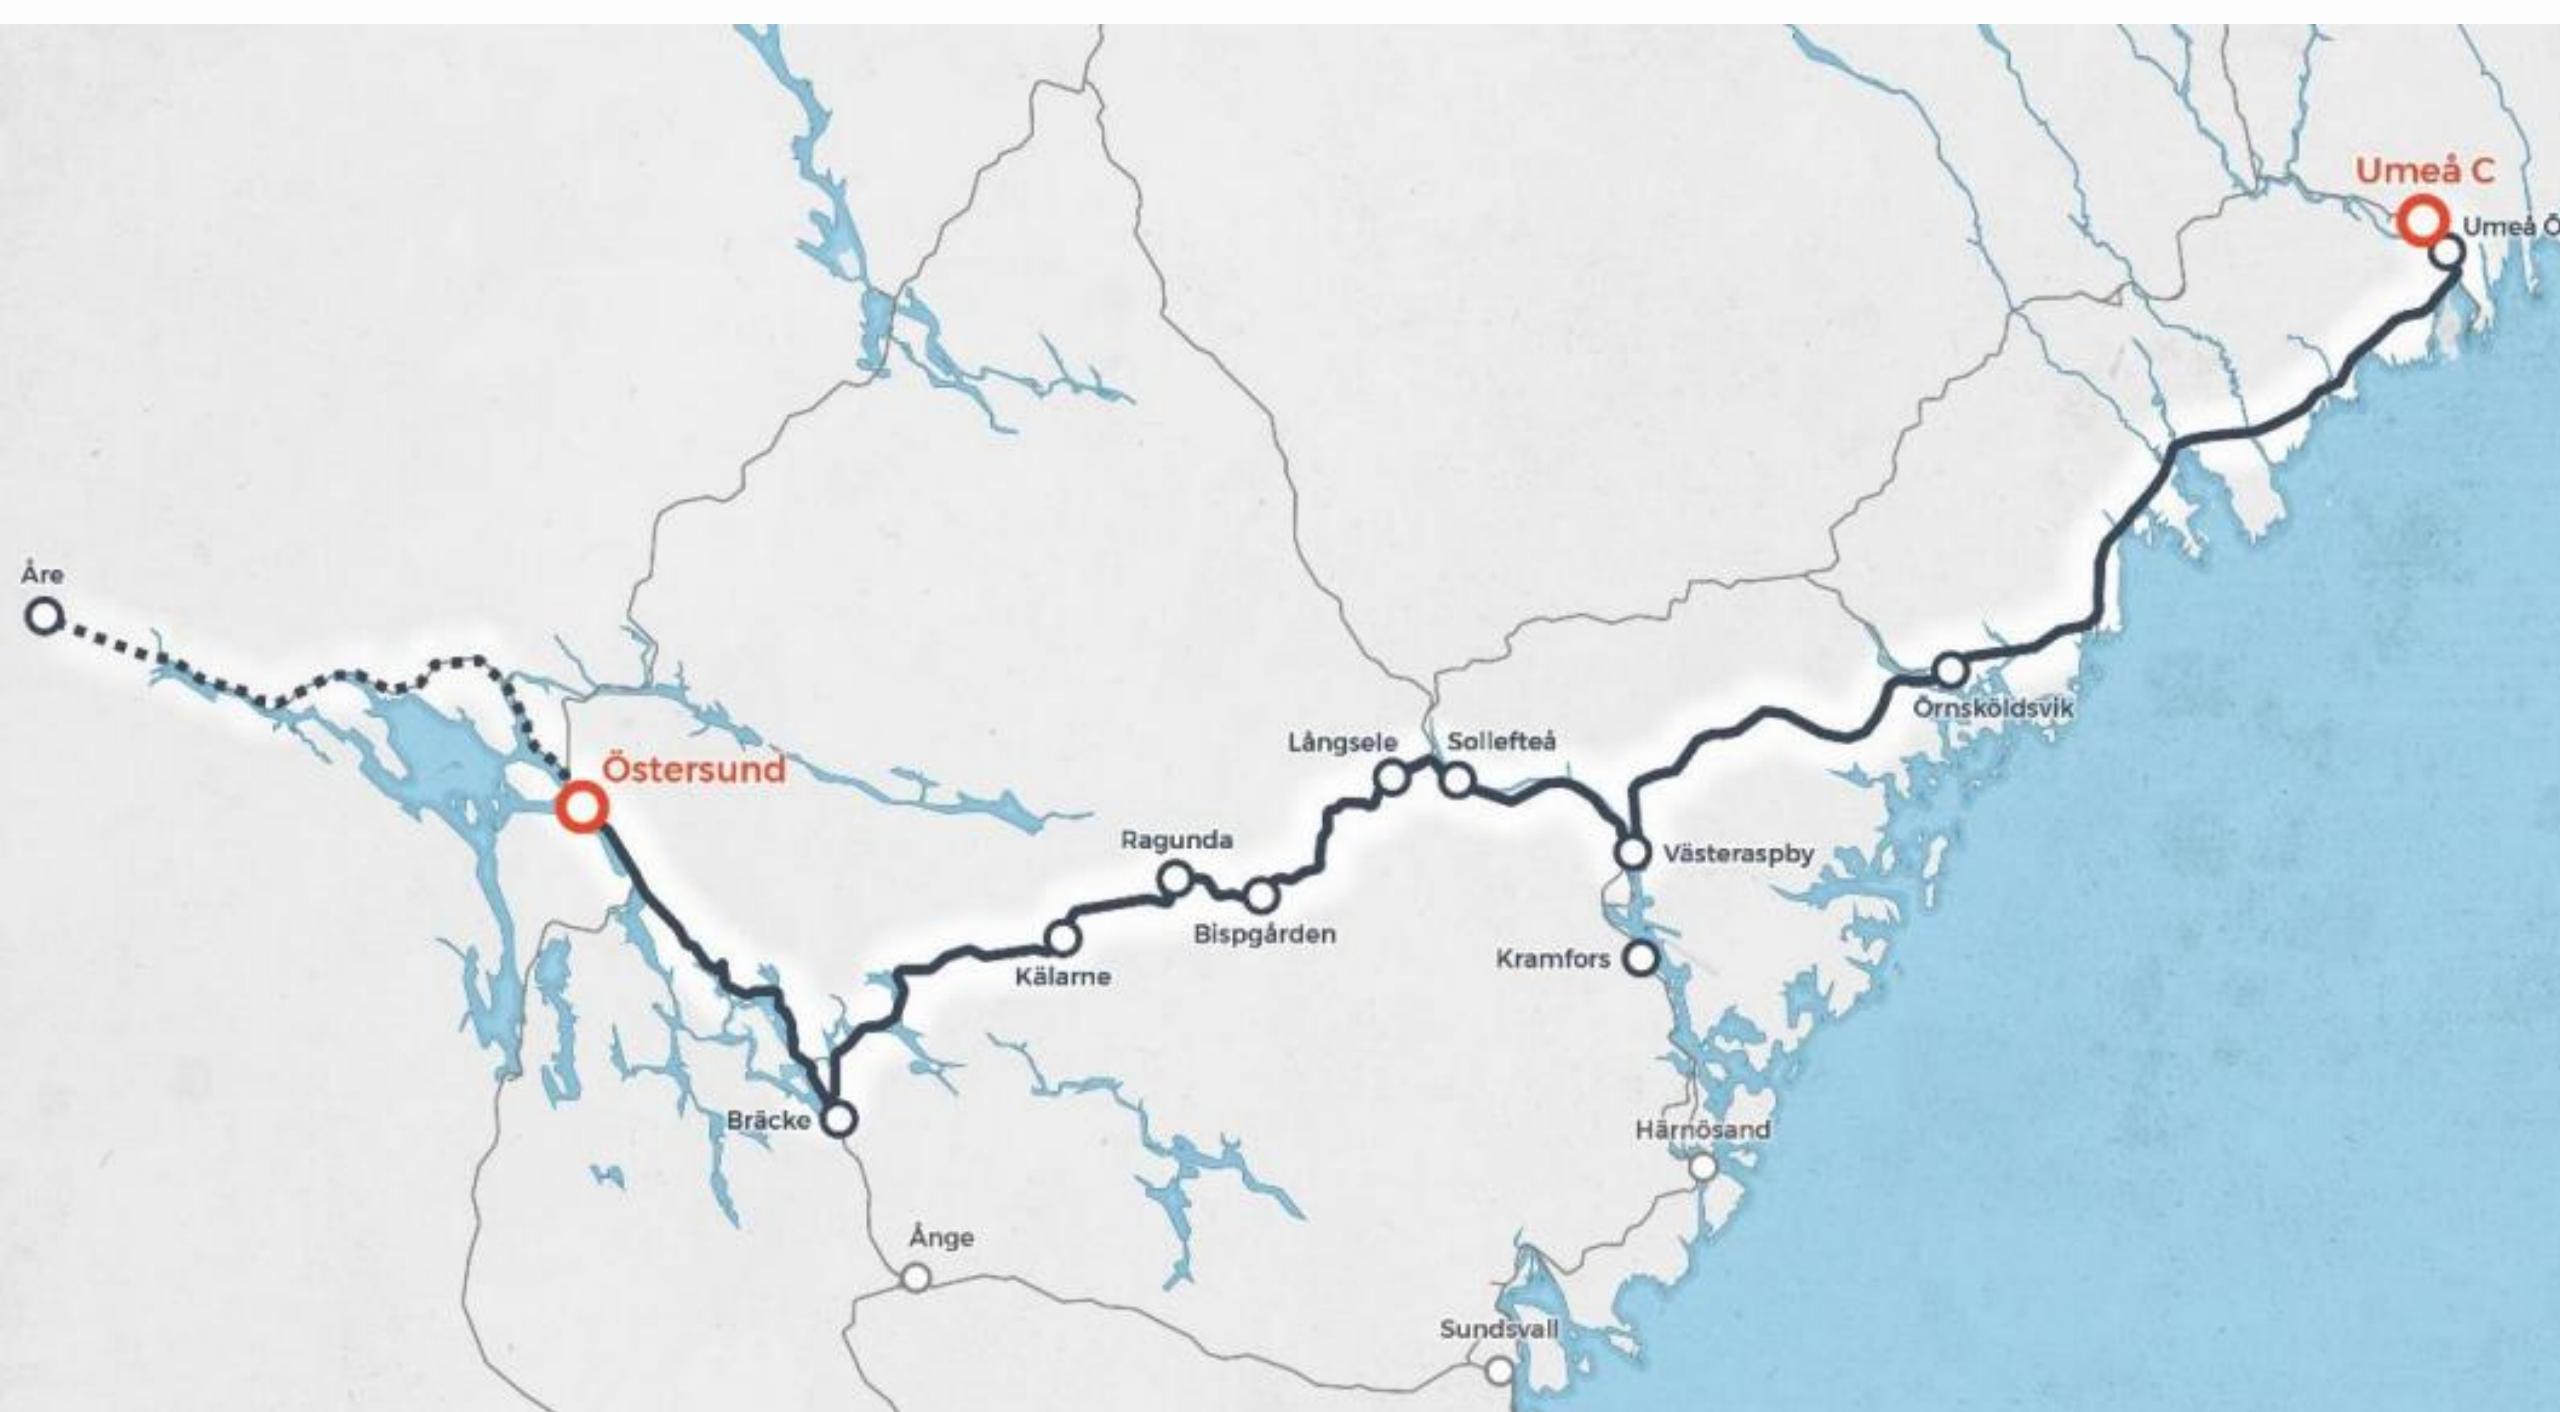 Umeå C
Umeå Ö
Åre
Örnsköldsvik
Långsele
Sollefteå
Östersund
Ragunda
Västeraspby
Bispgården
Kramfors
Kälarne
Bräcke
Härnösand
Ånge
Sundsvall